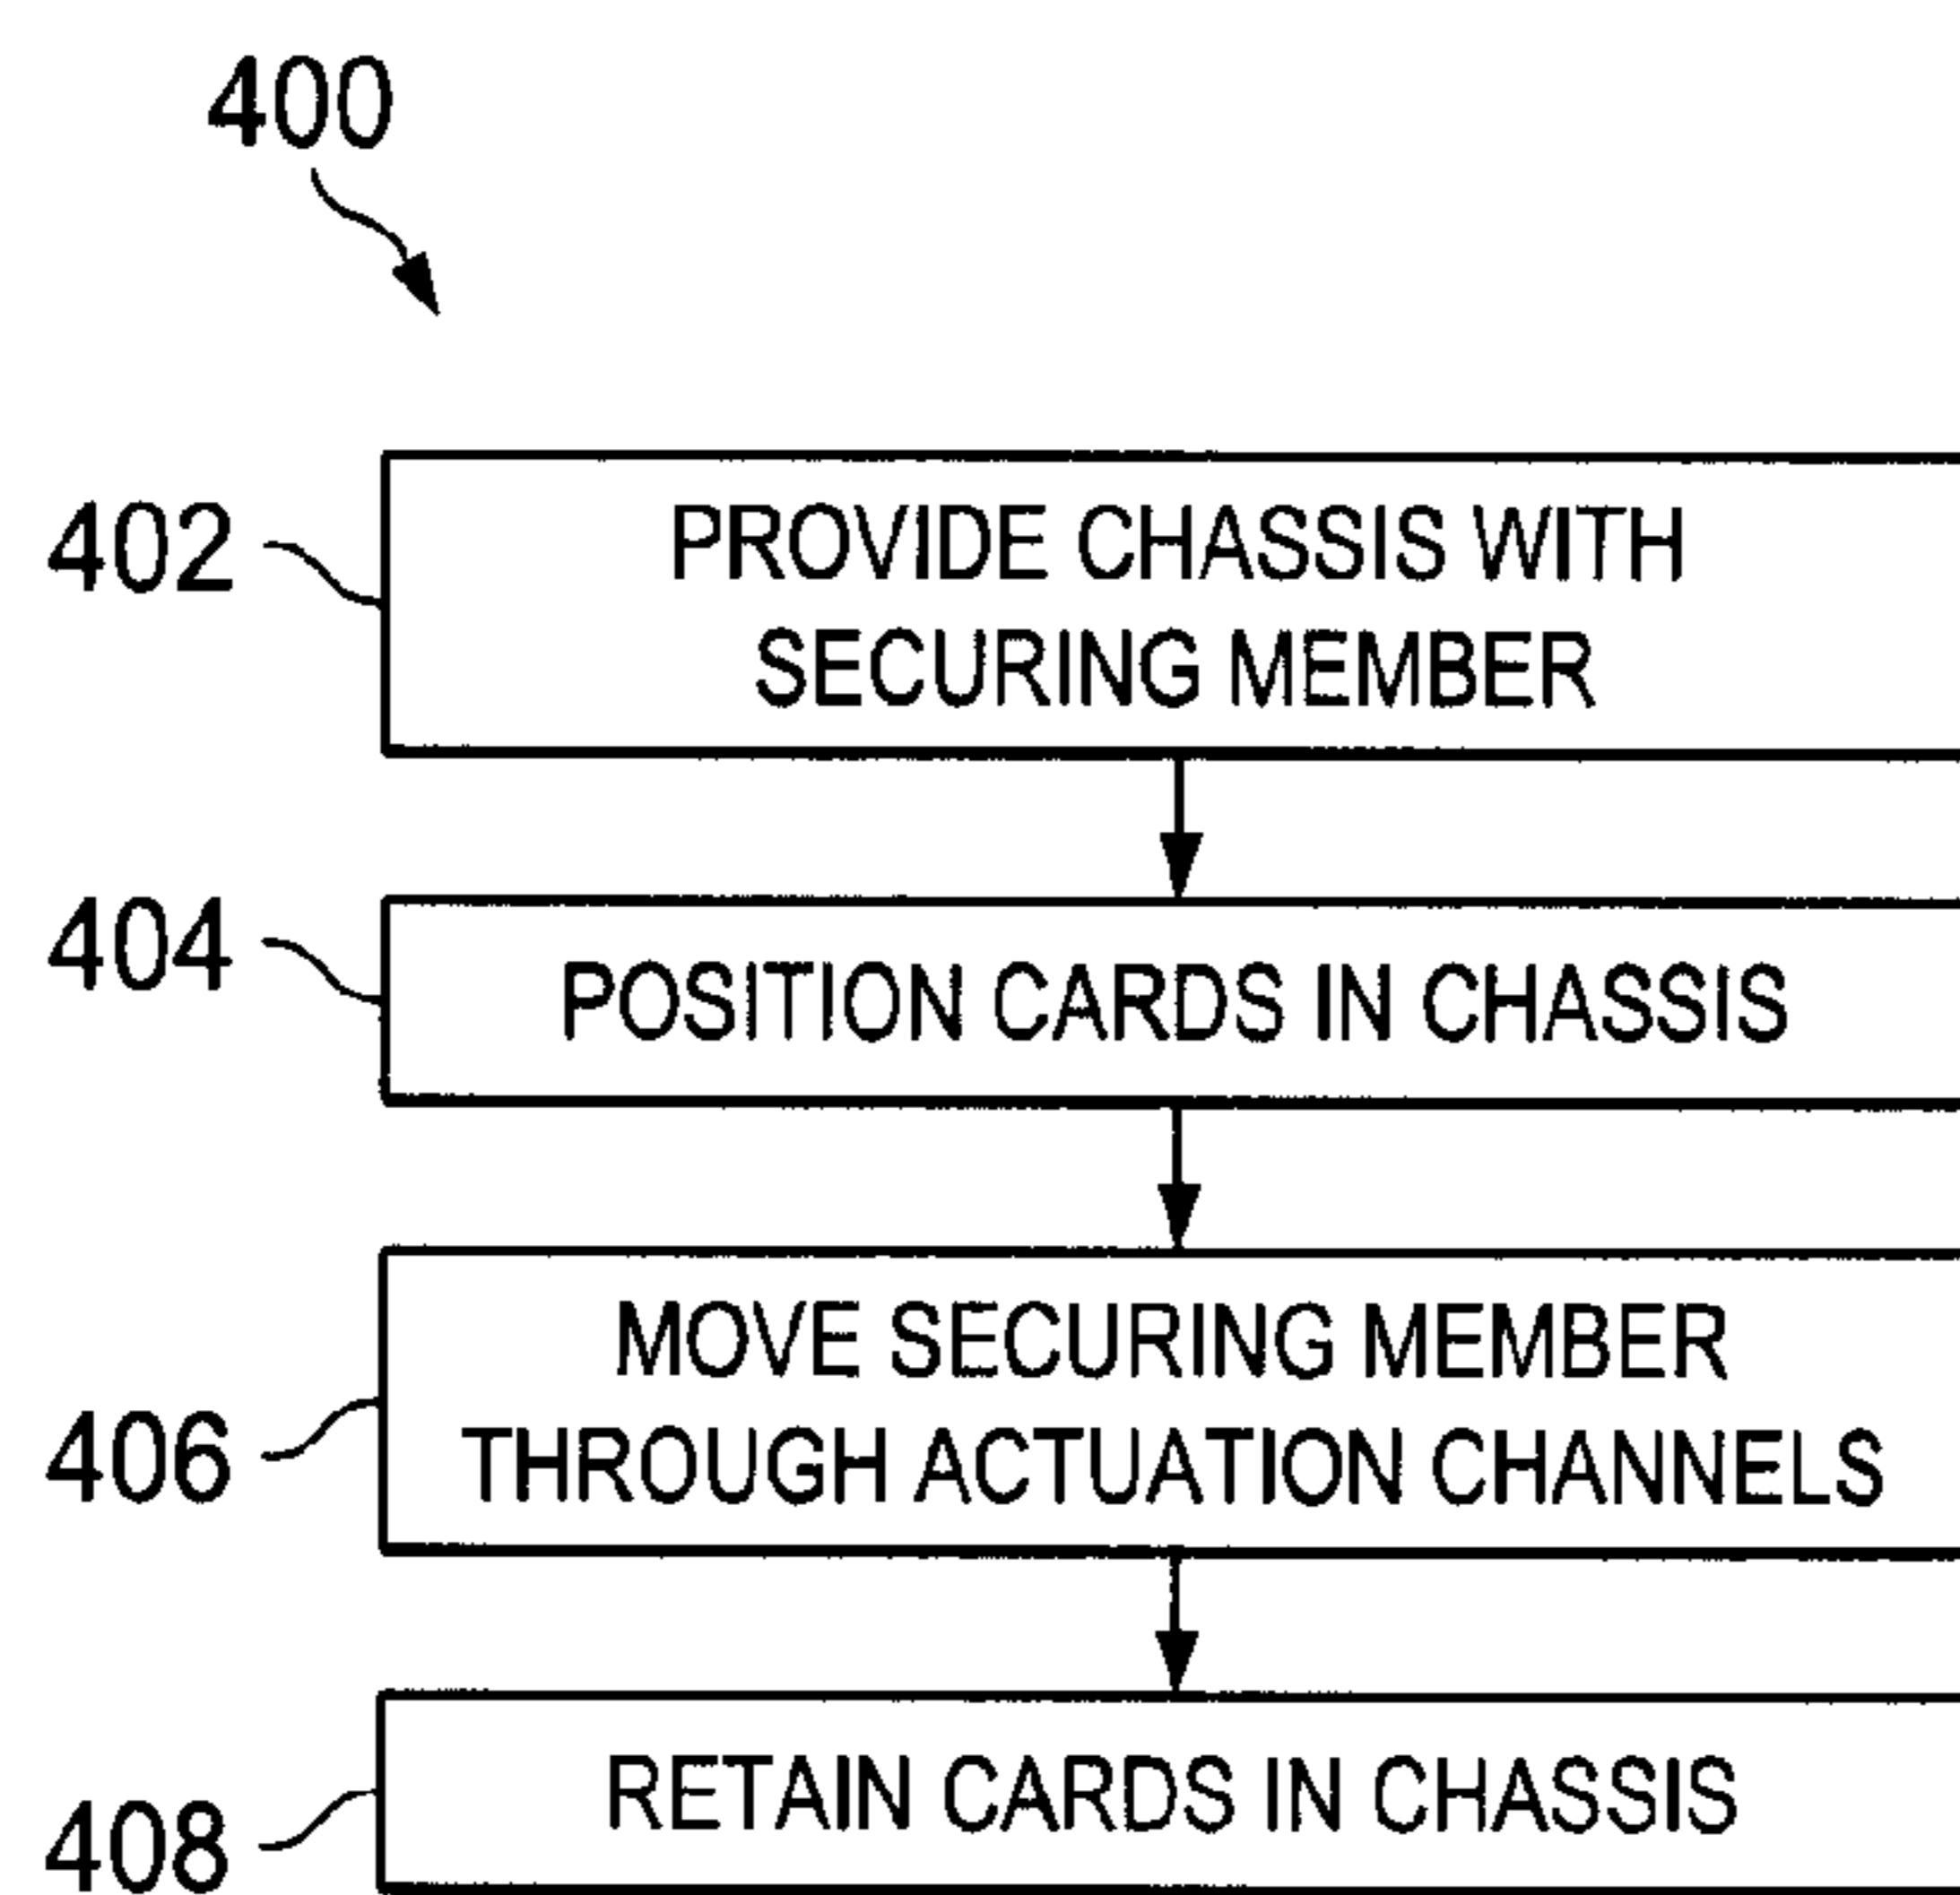 400
402
PROVIDE CHASSIS WITH
SECURING MEMBER
404
POSITION CARDS IN CHASSIS
406
MOVE SECURING MEMBER
THROUGH ACTUATION CHANNELS
408
RETAIN CARDS IN CHASSIS